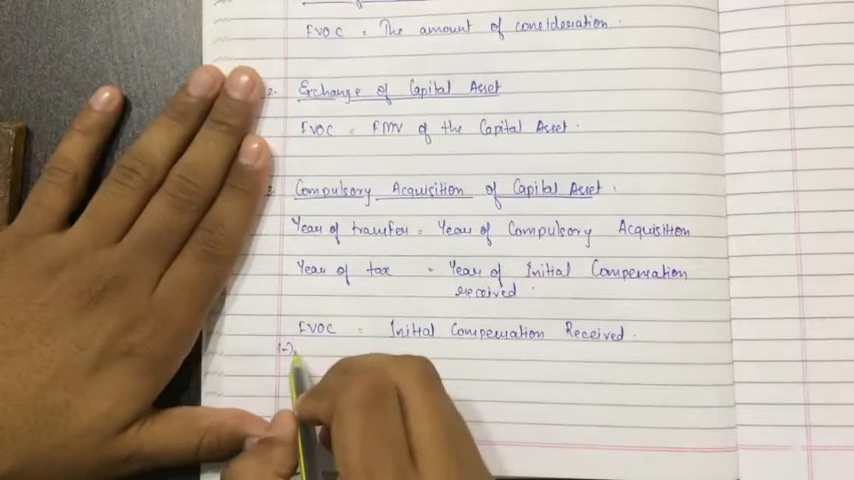 FVOC = The amount of consideration.
2. Exchange of Capital Asset
FVOC = FMV of the Capital Asset.
3. Compulsory Acquisition of Capital Asset.
Year of transfer = Year of Compulsory Acquisition
Year of tax = Year of Initial Compensation
received.
FVOC = Initial Compensation Received.
(-)